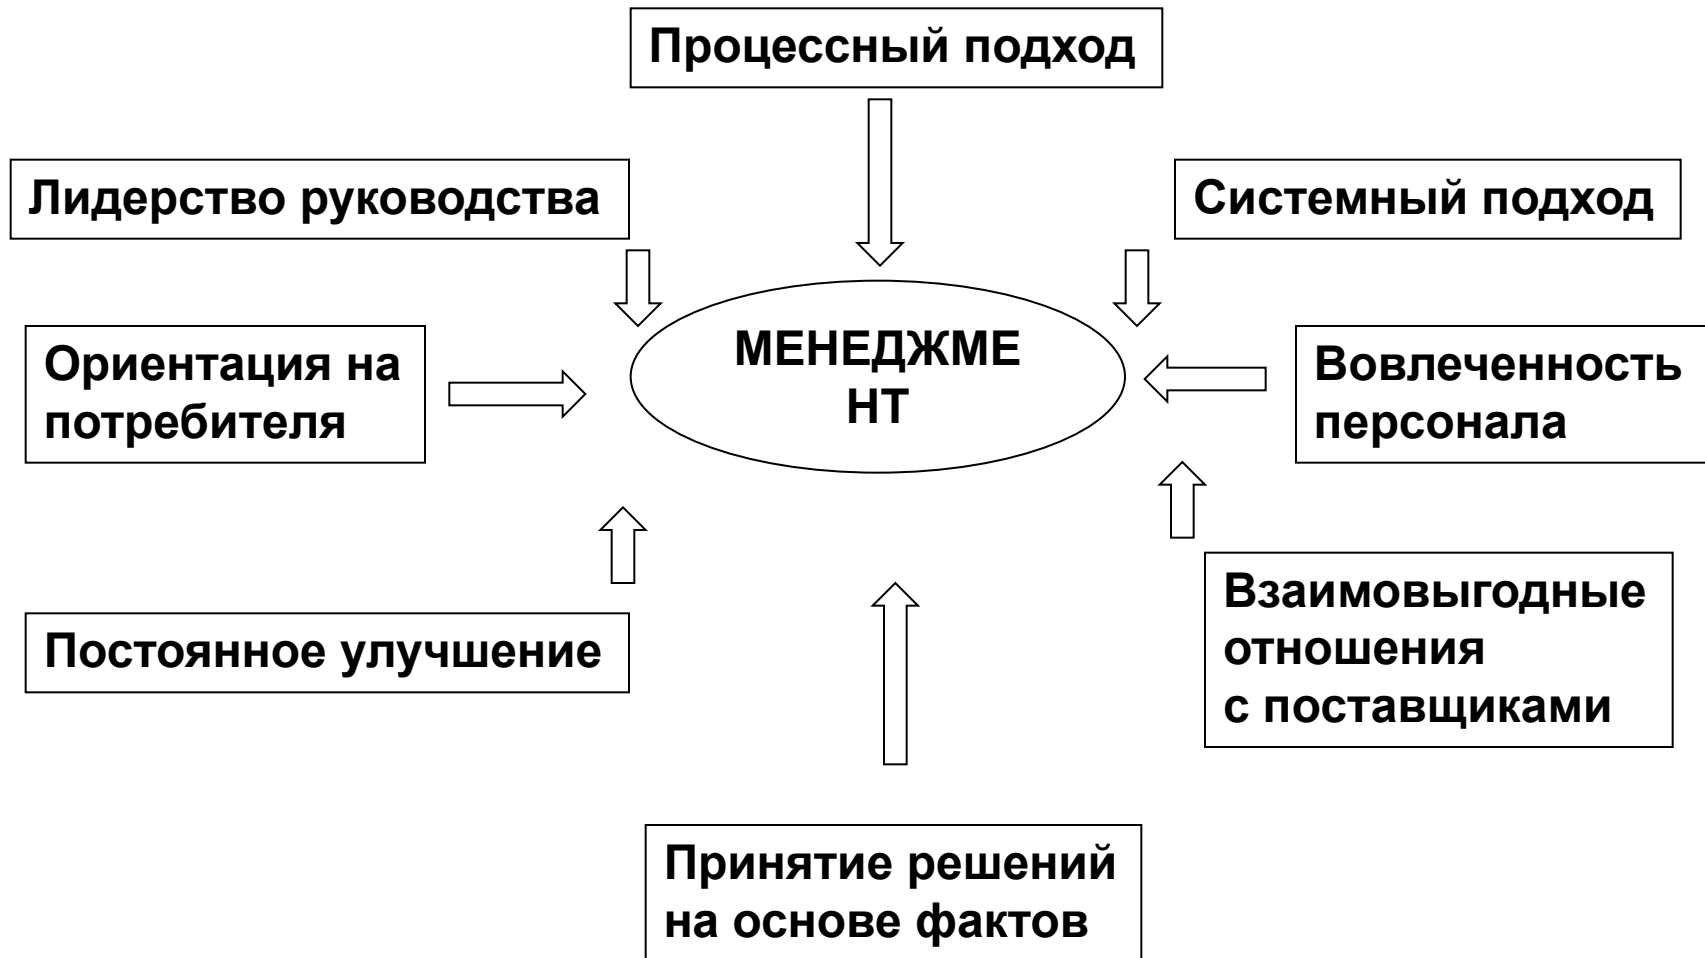 Процессный подход
Лидерство руководства
Системный подход
МЕНЕДЖМЕ
НТ
Ориентация на
потребителя
Вовлеченность
персонала
Постоянное улучшение
Взаимовыгодные
отношения
с поставщиками
Принятие решений
на основе фактов